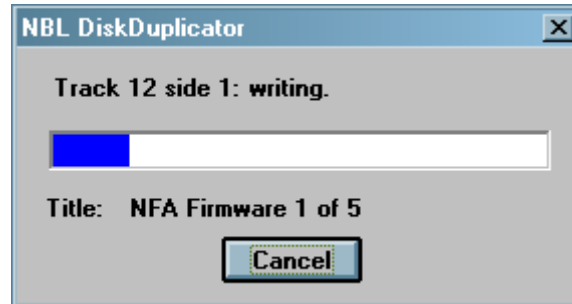 NBL DiskDuplicator
Track 12 side 1: writing.
Title: NFA Firmware 1 of 5
Cancel